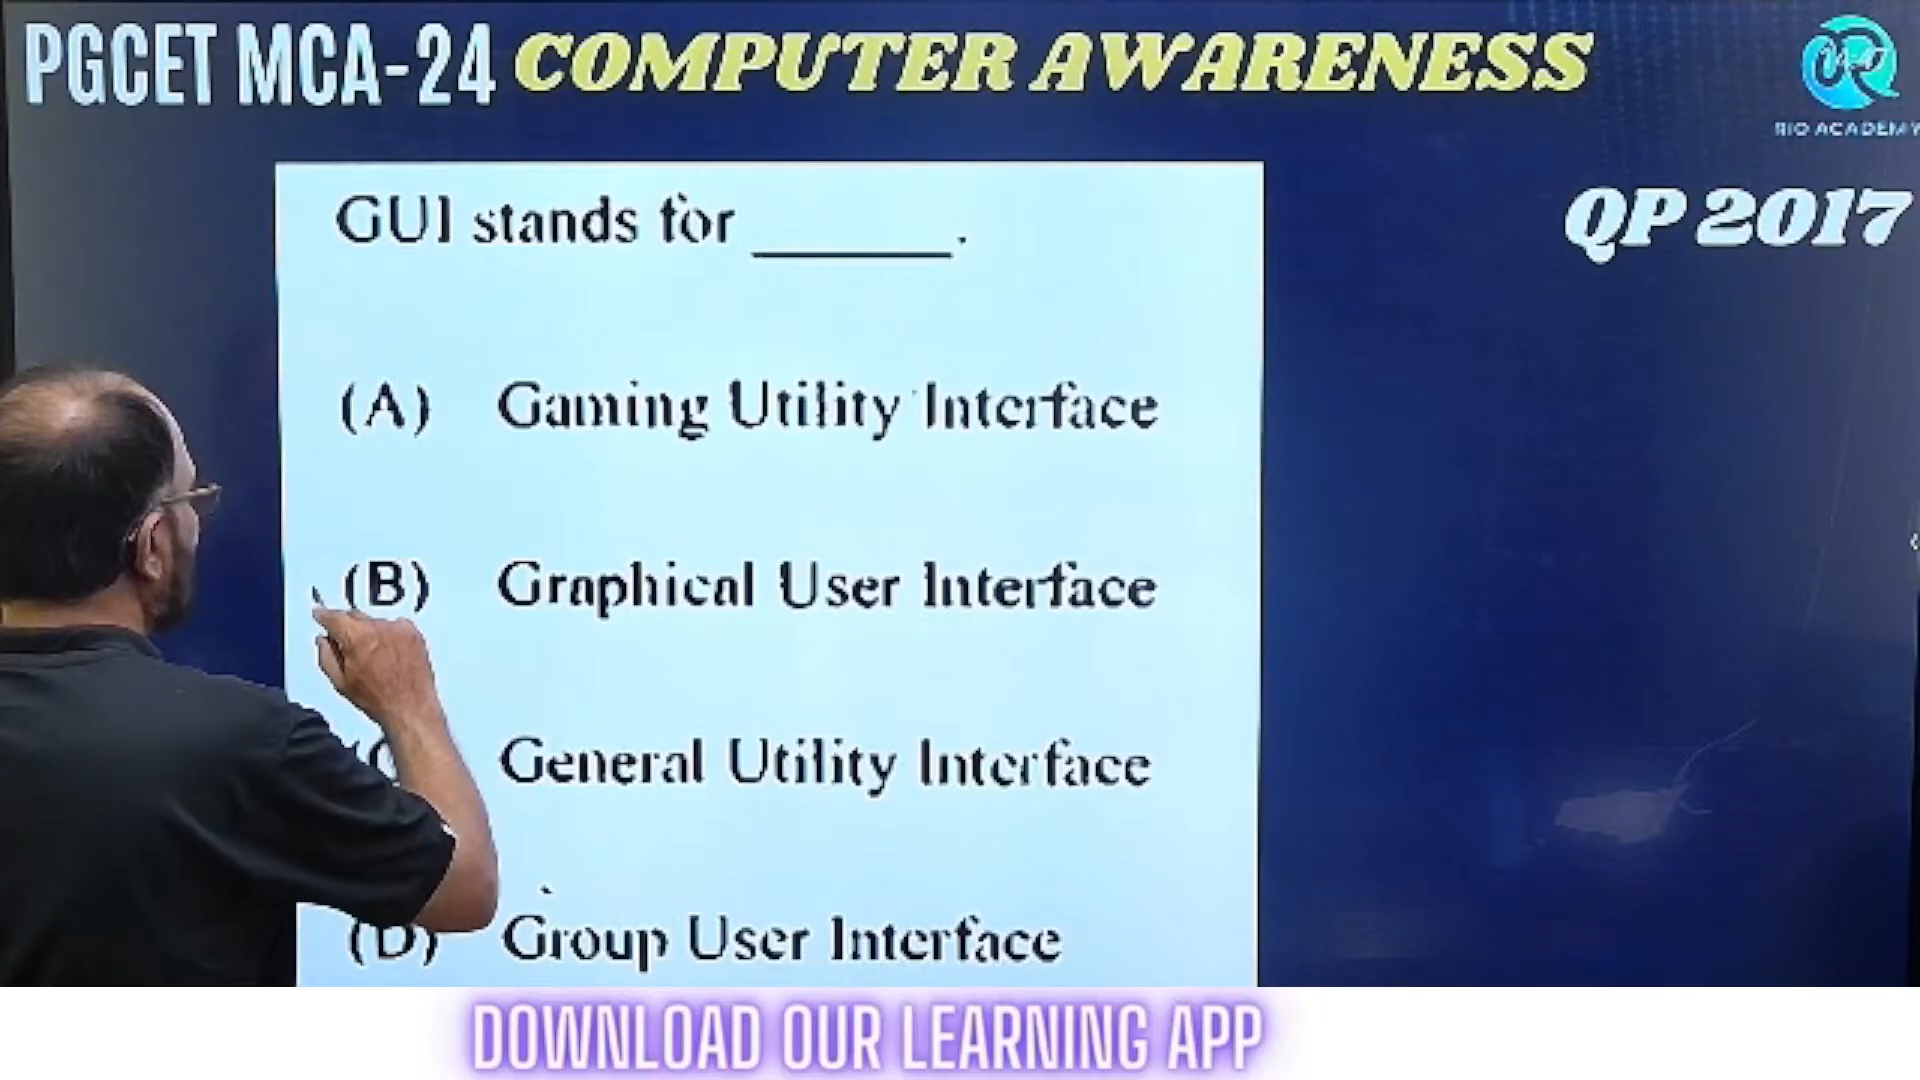 PGCET MCA-24 COMPUTER AWARENESS
RIO ACADEMY
QP 2017
GUI stands for ______.
(A) Gaming Utility Interface
(B) Graphical User Interface
(C General Utility Interface
(D) Group User Interface
DOWNLOAD OUR LEARNING APP